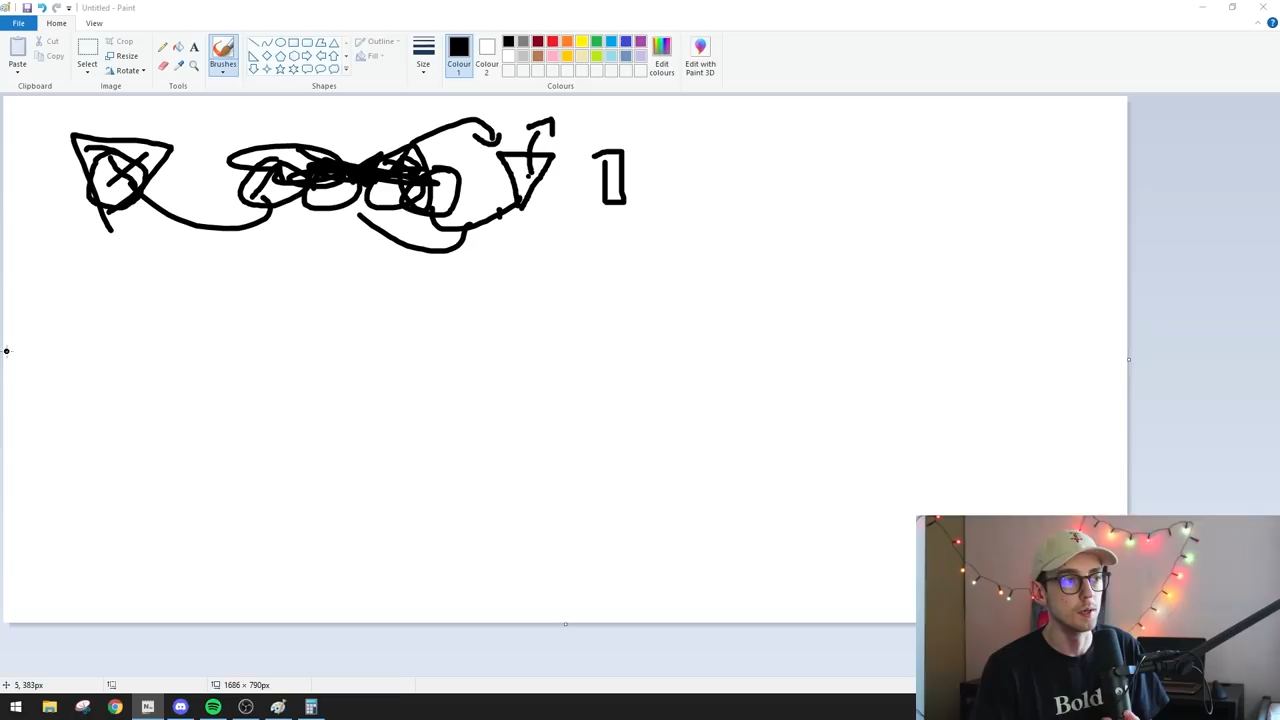 Untitled - Paint
File
Home
View
Paste
Cut
Copy
Clipboard
Select
Crop
Resize
Rotate
Image
Tools
Brushes
Shapes
Outline
Fill
Size
Colour 1
Colour 2
Colours
Edit colours
Edit with Paint 3D
5, 383px
1686 × 790px
Bold